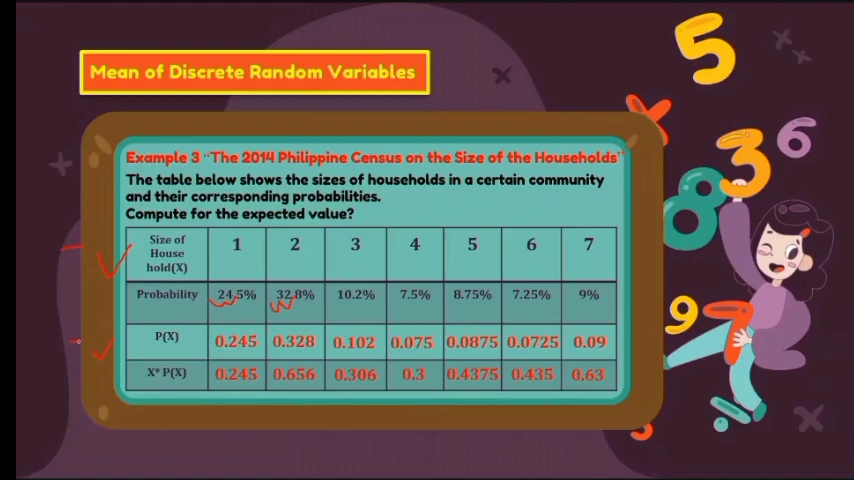 Mean of Discrete Random Variables
Example 3 "The 2014 Philippine Census on the Size of the Households"
The table below shows the sizes of households in a certain community
and their corresponding probabilities.
Compute for the expected value?
Size of
House
hold(X)
1 2 3 4 5 6 7
Probability 24.5% 32.8% 10.2% 7.5% 8.75% 7.25% 9%
P(X) 0.245 0.328 0.102 0.075 0.0875 0.0725 0.09
X* P(X) 0.245 0.656 0.306 0.3 0.4375 0.435 0.63
5
3
6
8
9
7